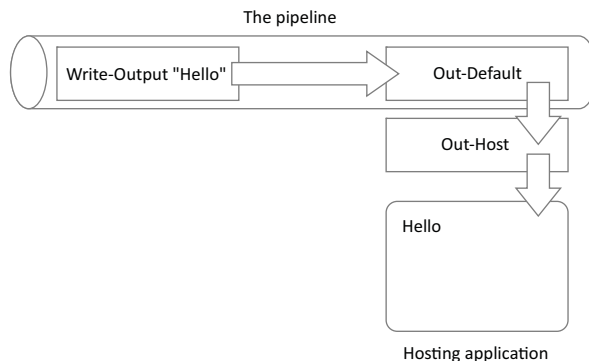 The pipeline
Write-Output "Hello"
Out-Default
Out-Host
Hello
Hosting application